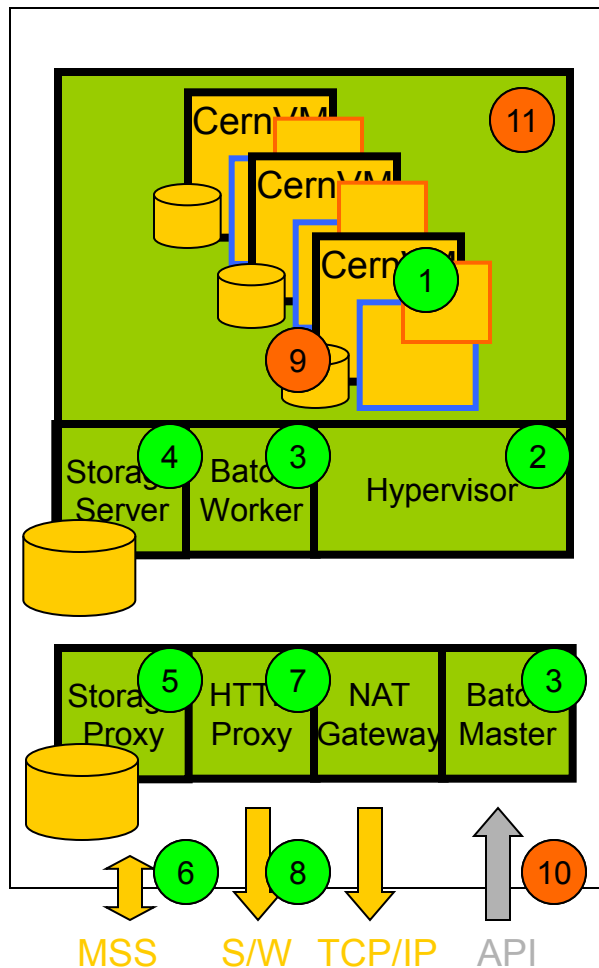 CernVM
11
CernVM
CernVM
1
9
4
3
2
Storage
Server
Batch
Worker
Hypervisor
5
7
3
Storage
Proxy
HTTP
Proxy
NAT
Gateway
Batch
Master
6
8
10
MSS
S/W
TCP/IP
API